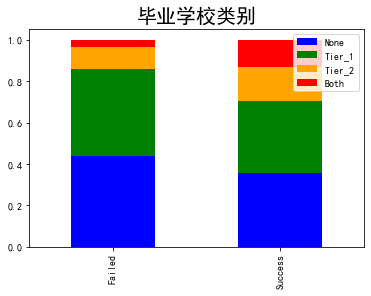 毕业学校类别
1.0
0.8
0.6
0.4
0.2
0.0
None
Tier_1
Tier_2
Both
Failed
Success